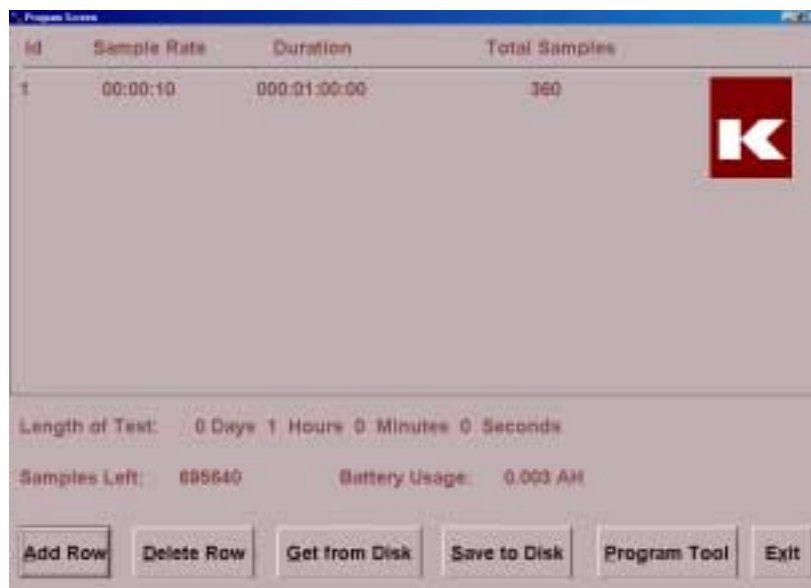 Program Screen
Id Sample Rate Duration Total Samples
1 00:00:10 000:01:00:00 360
K
Length of Test: 0 Days 1 Hours 0 Minutes 0 Seconds
Samples Left: 695640 Battery Usage: 0.003 AH
Add Row Delete Row Get from Disk Save to Disk Program Tool Exit